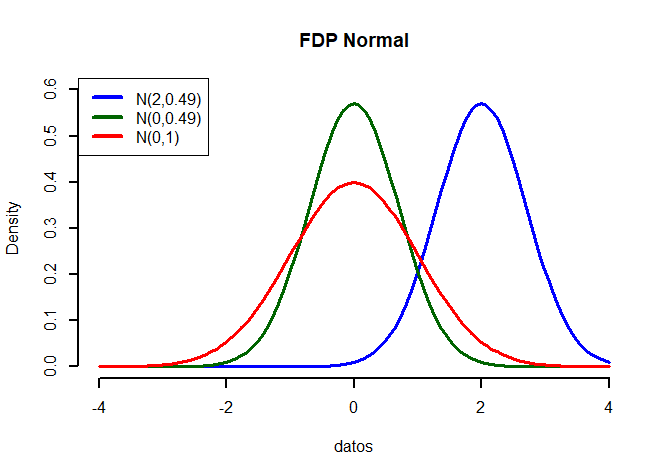 FDP Normal
N(2,0.49)
N(0,0.49)
N(0,1)
Density
0.6
0.5
0.4
0.3
0.2
0.1
0.0
-4 -2 0 2 4
datos